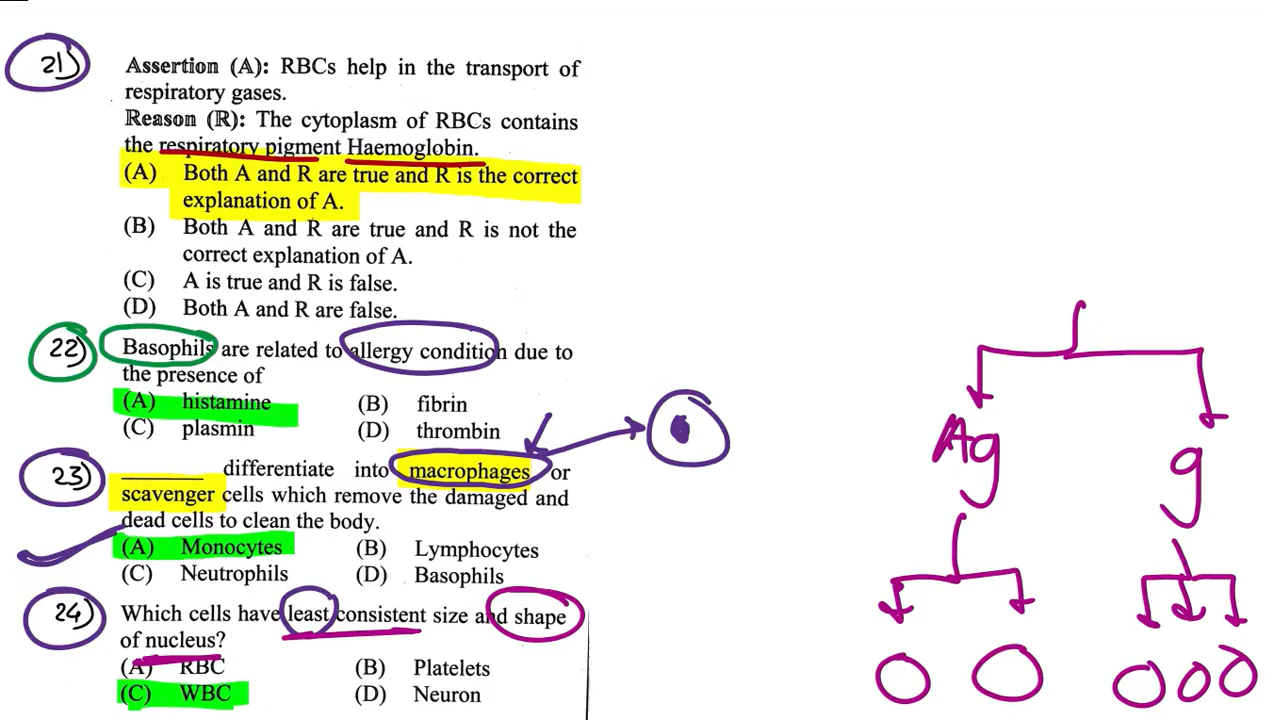 21)
Assertion (A): RBCs help in the transport of
respiratory gases.
Reason (R): The cytoplasm of RBCs contains
the respiratory pigment Haemoglobin.
(A) Both A and R are true and R is the correct
explanation of A.
(B) Both A and R are true and R is not the
correct explanation of A.
(C) A is true and R is false.
(D) Both A and R are false.
22) Basophils are related to allergy condition due to
the presence of
(A) histamine (B) fibrin
(C) plasmin (D) thrombin
23) ________ differentiate into macrophages or
scavenger cells which remove the damaged and
dead cells to clean the body.
(A) Monocytes (B) Lymphocytes
(C) Neutrophils (D) Basophils
24) Which cells have least consistent size and shape
of nucleus?
(A) RBC (B) Platelets
(C) WBC (D) Neuron
Ag
g